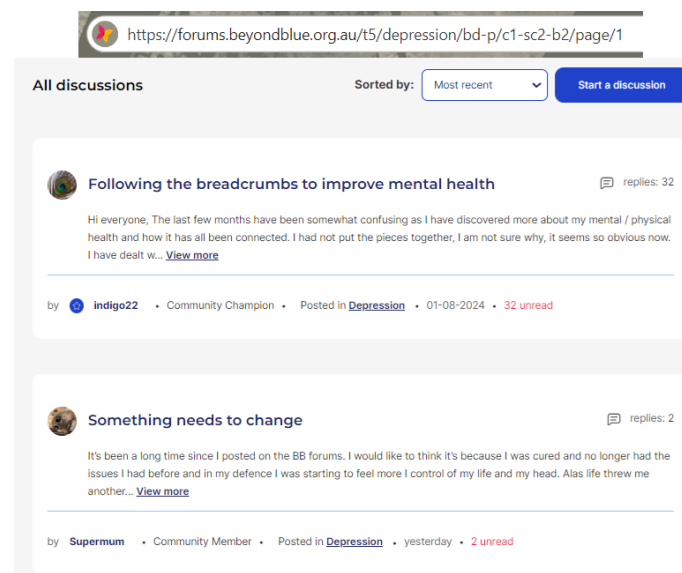 https://forums.beyondblue.org.au/t5/depression/bd-p/c1-sc2-b2/page/1
All discussions
Sorted by: Most recent Start a discussion
Following the breadcrumbs to improve mental health replies: 32
Hi everyone, The last few months have been somewhat confusing as I have discovered more about my mental / physical
health and how it has all been connected. I had not put the pieces together, I am not sure why, it seems so obvious now.
I have dealt w... View more
by indigo22 • Community Champion • Posted in Depression • 01-08-2024 • 32 unread
Something needs to change replies: 2
It's been a long time since I posted on the BB forums. I would like to think it's because I was cured and no longer had the
issues I had before and in my defence I was starting to feel more I control of my life and my head. Alas life threw me
another... View more
by Supermum • Community Member • Posted in Depression • yesterday • 2 unread